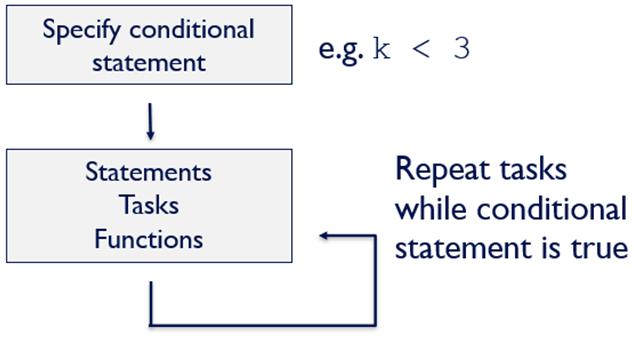 Specify conditional
statement
e.g. k < 3
Statements
Tasks
Functions
Repeat tasks
while conditional
statement is true